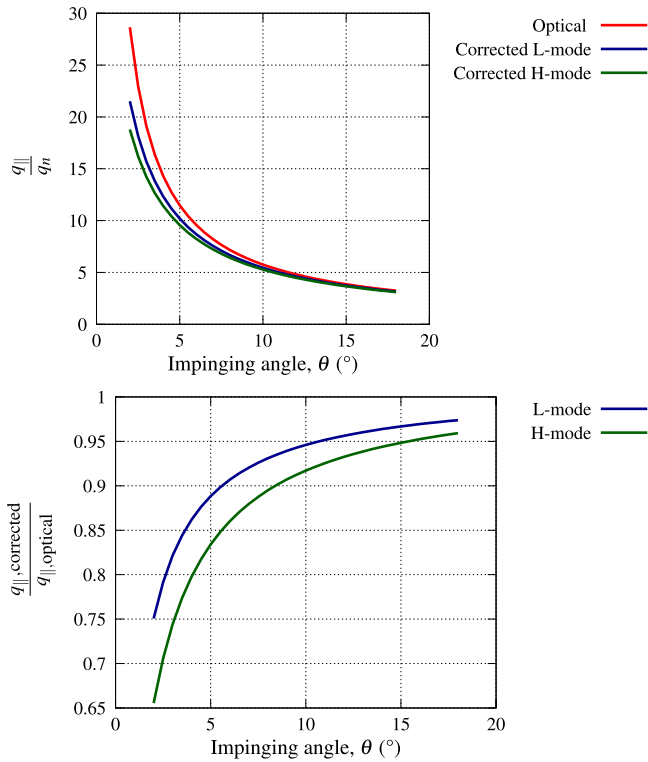 30
25
20
15
10
5
0
0 5 10 15 20
q∥
qn
Impinging angle, θ (°)
Optical
Corrected L-mode
Corrected H-mode
1
0.95
0.9
0.85
0.8
0.75
0.7
0.65
0 5 10 15 20
q∥,corrected
q∥,optical
Impinging angle, θ (°)
L-mode
H-mode